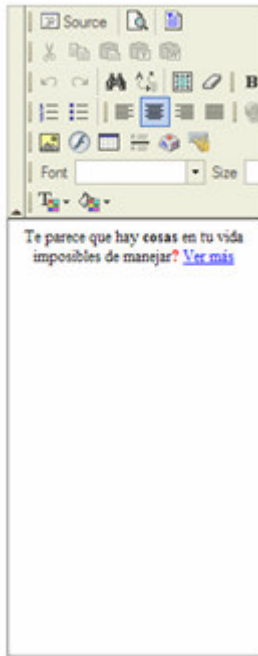 Source
B
Font Size
T
Te parece que hay cosas en tu vida
imposibles de manejar? Ver más